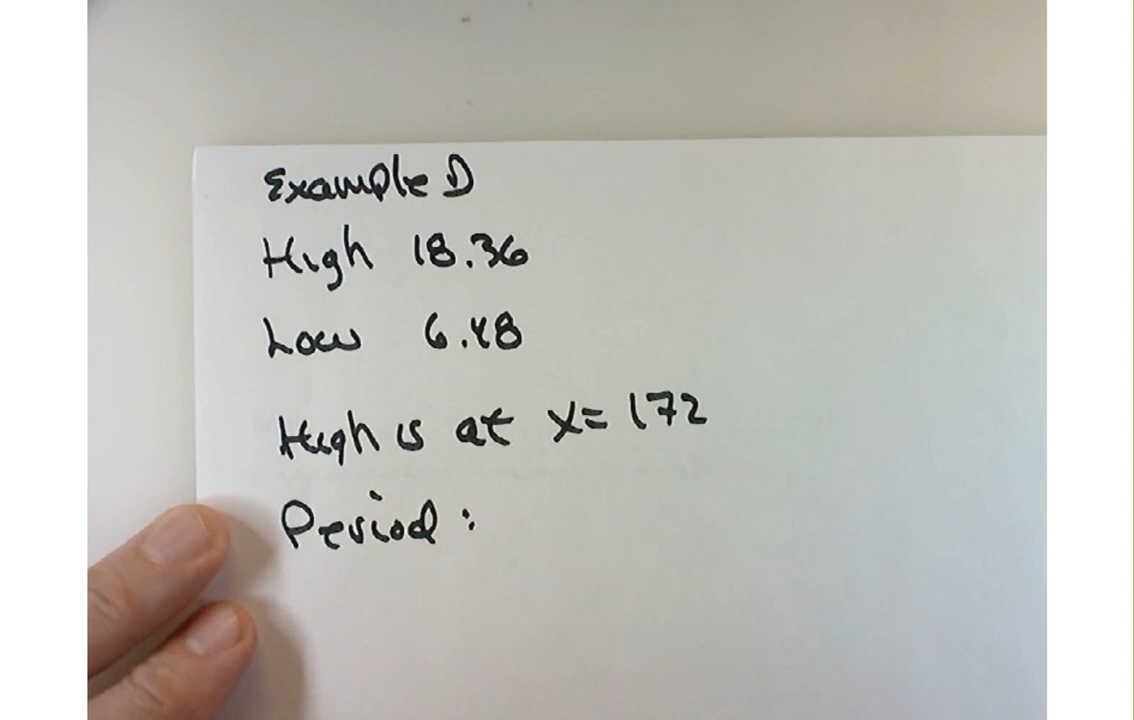 Example D
High 18.36
Low 6.48
High is at x= 172
Period :